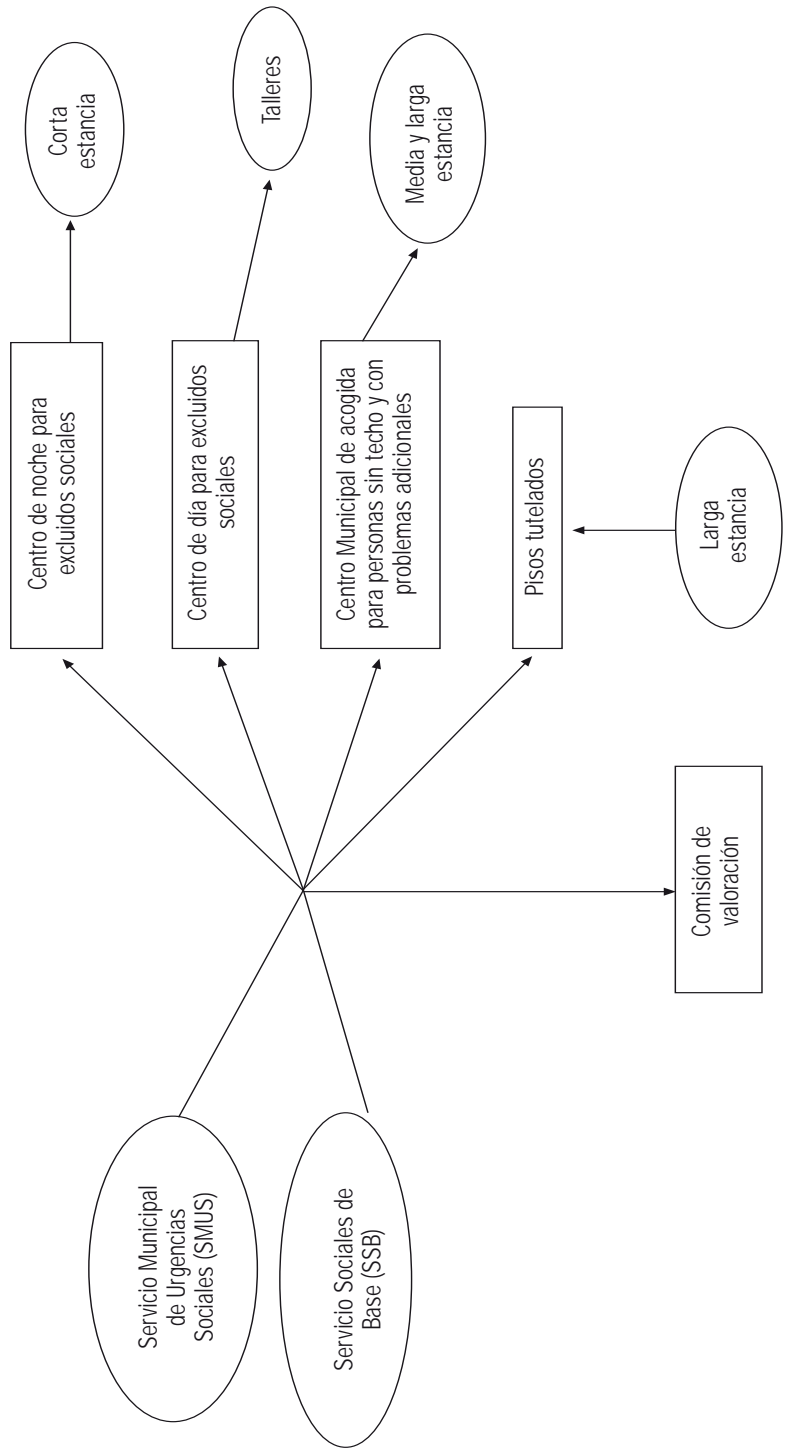 Servicio Municipal
de Urgencias
Sociales (SMUS)
Servicio Sociales de
Base (SSB)
Centro de noche para
excluidos sociales
Corta
estancia
Centro de día para excluidos
sociales
Talleres
Centro Municipal de acogida
para personas sin techo y con
problemas adicionales
Media y larga
estancia
Pisos tutelados
Larga
estancia
Comisión de
valoración